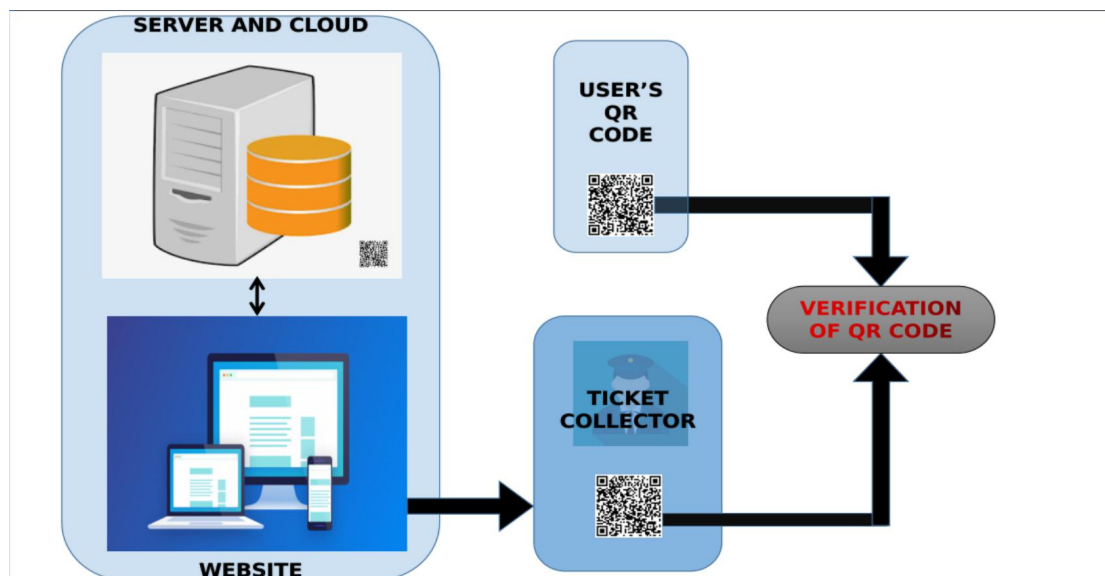 SERVER AND CLOUD
WEBSITE
USER’S
QR
CODE
TICKET
COLLECTOR
VERIFICATION
OF QR CODE